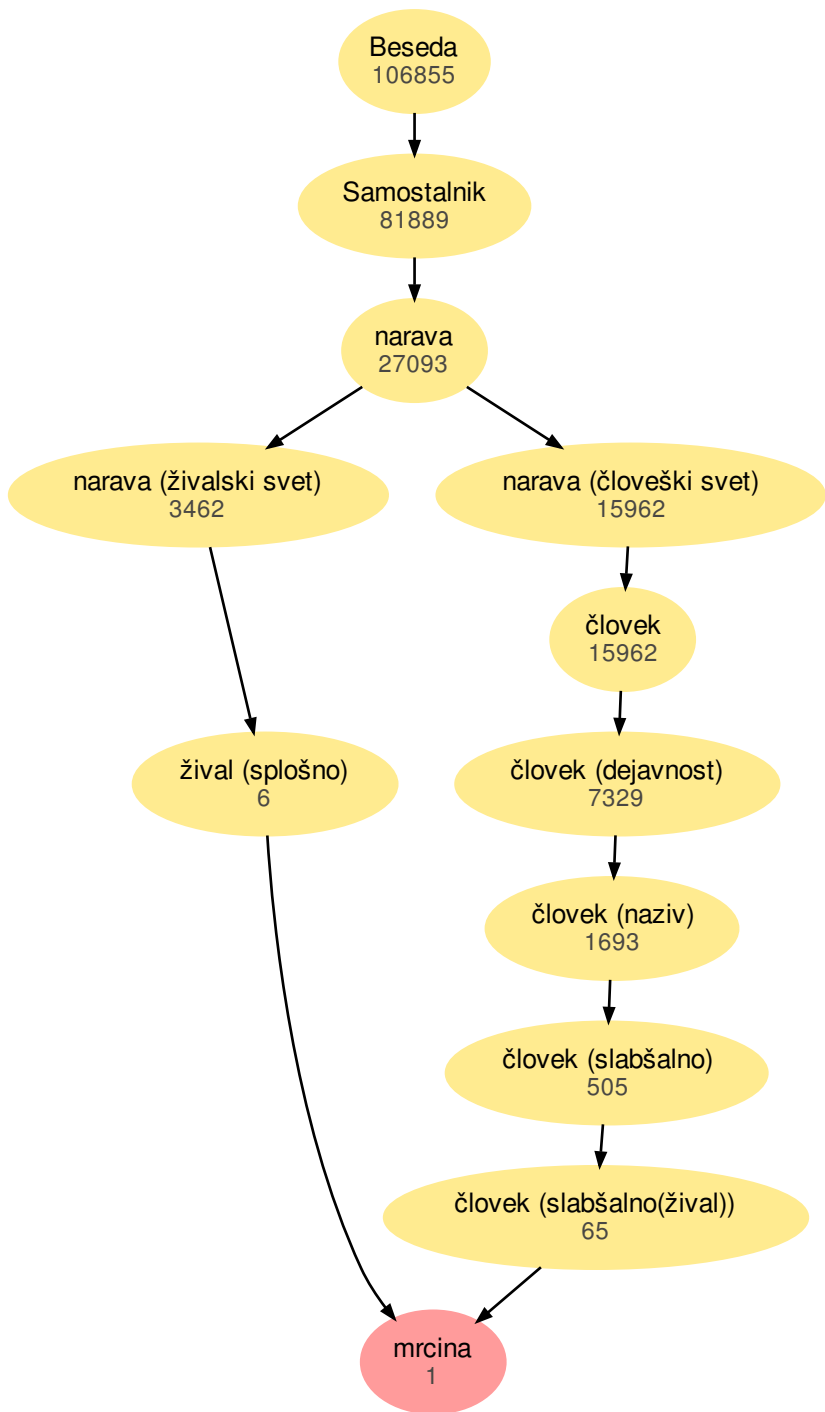 Beseda
106855
Samostalnik
81889
narava
27093
narava (živalski svet)
3462
narava (človeški svet)
15962
človek
15962
žival (splošno)
6
človek (dejavnost)
7329
človek (naziv)
1693
človek (slabšalno)
505
človek (slabšalno(žival))
65
mrcina
1